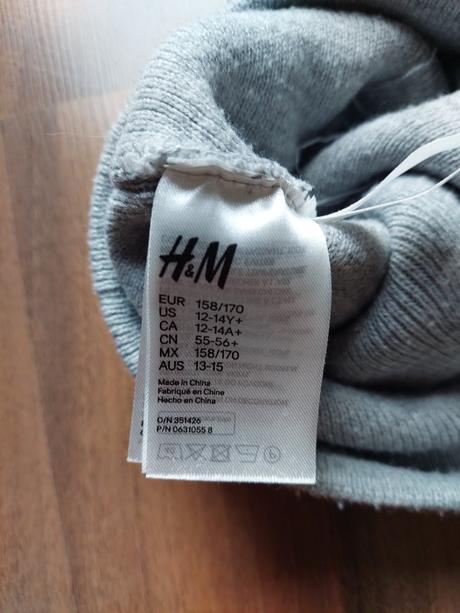 H&M
EUR 158/170
US 12-14Y+
CA 12-14A+
CN 55-56+
MX 158/170
AUS 13-15
Made in China
Fabriqué en Chine
Hecho en China
O/N 351426
P/N 0631055 8